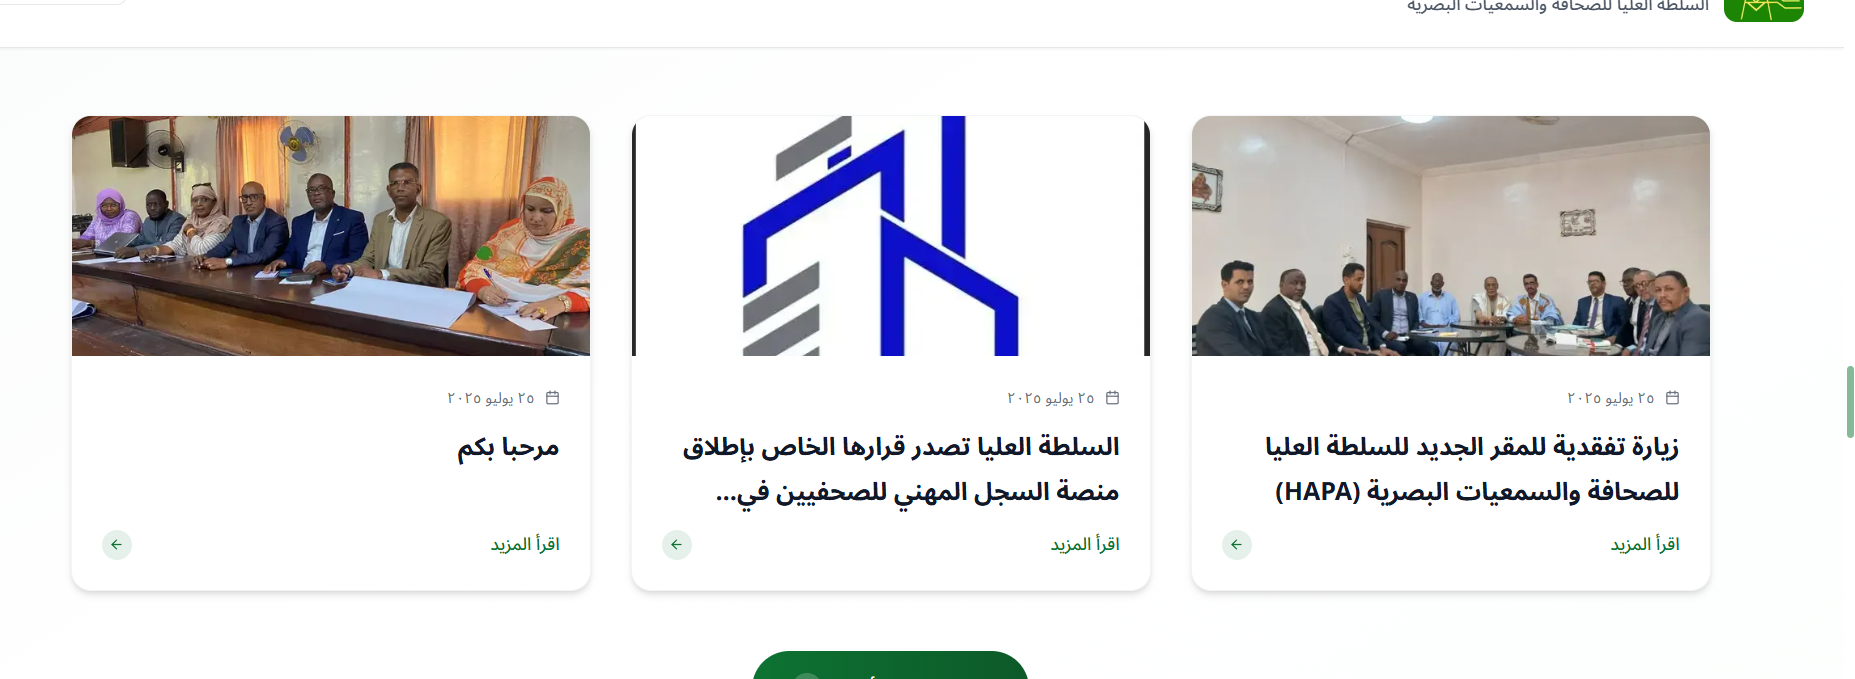 السلطة العليا للصحافة والسمعيات البصرية
٢٥ يوليو ٢٠٢٥
زيارة تفقدية للمقر الجديد للسلطة العليا
للصحافة والسمعيات البصرية (HAPA)
اقرأ المزيد
٢٥ يوليو ٢٠٢٥
السلطة العليا تصدر قرارها الخاص بإطلاق
منصة السجل المهني للصحفيين في...
اقرأ المزيد
٢٥ يوليو ٢٠٢٥
مرحبا بكم
اقرأ المزيد